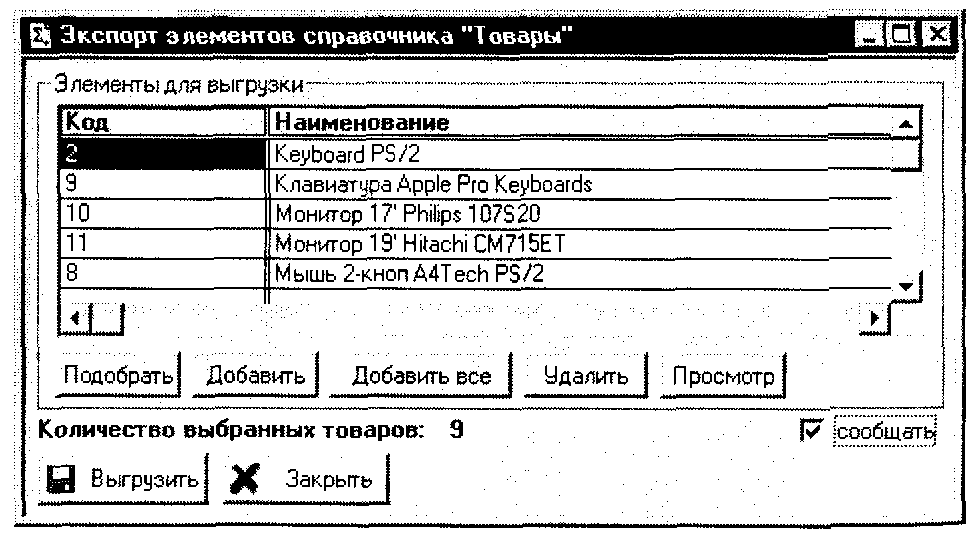 Экспорт элементов справочника "Товары"
Элементы для выгрузки
Код Наименование
2 Keyboard PS/2
9 Клавиатура Apple Pro Keyboards
10 Монитор 17' Philips 107S20
11 Монитор 19' Hitachi CM715ET
8 Мышь 2-кноп A4Tech PS/2
Подобрать Добавить Добавить все Удалить Просмотр
Количество выбранных товаров: 9 сообщать
Выгрузить Закрыть